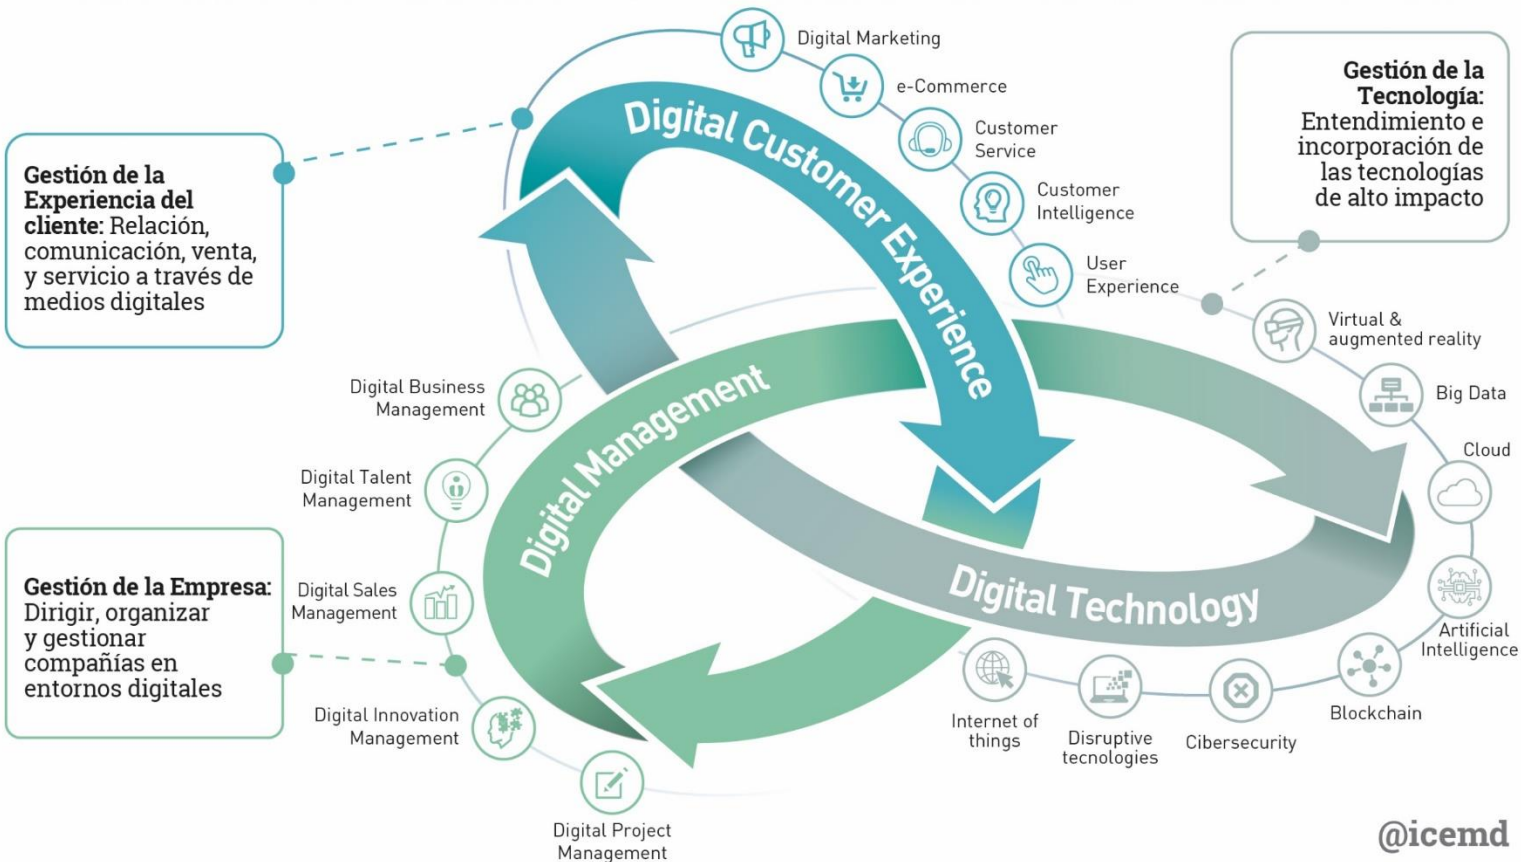 Digital Marketing
e-Commerce
Customer
Service
Customer
Intelligence
User
Experience
Digital Customer Experience
Gestión de la
Experiencia del
cliente: Relación,
comunicación, venta,
y servicio a través de
medios digitales
Gestión de la
Tecnología:
Entendimiento e
incorporación de
las tecnologías
de alto impacto
Virtual &
augmented reality
Big Data
Cloud
Artificial
Intelligence
Blockchain
Cibersecurity
Disruptive
tecnologies
Internet of
things
Digital Technology
Digital Management
Digital Business
Management
Digital Talent
Management
Digital Sales
Management
Digital Innovation
Management
Digital Project
Management
Gestión de la Empresa:
Dirigir, organizar
y gestionar
compañías en
entornos digitales
@icemd